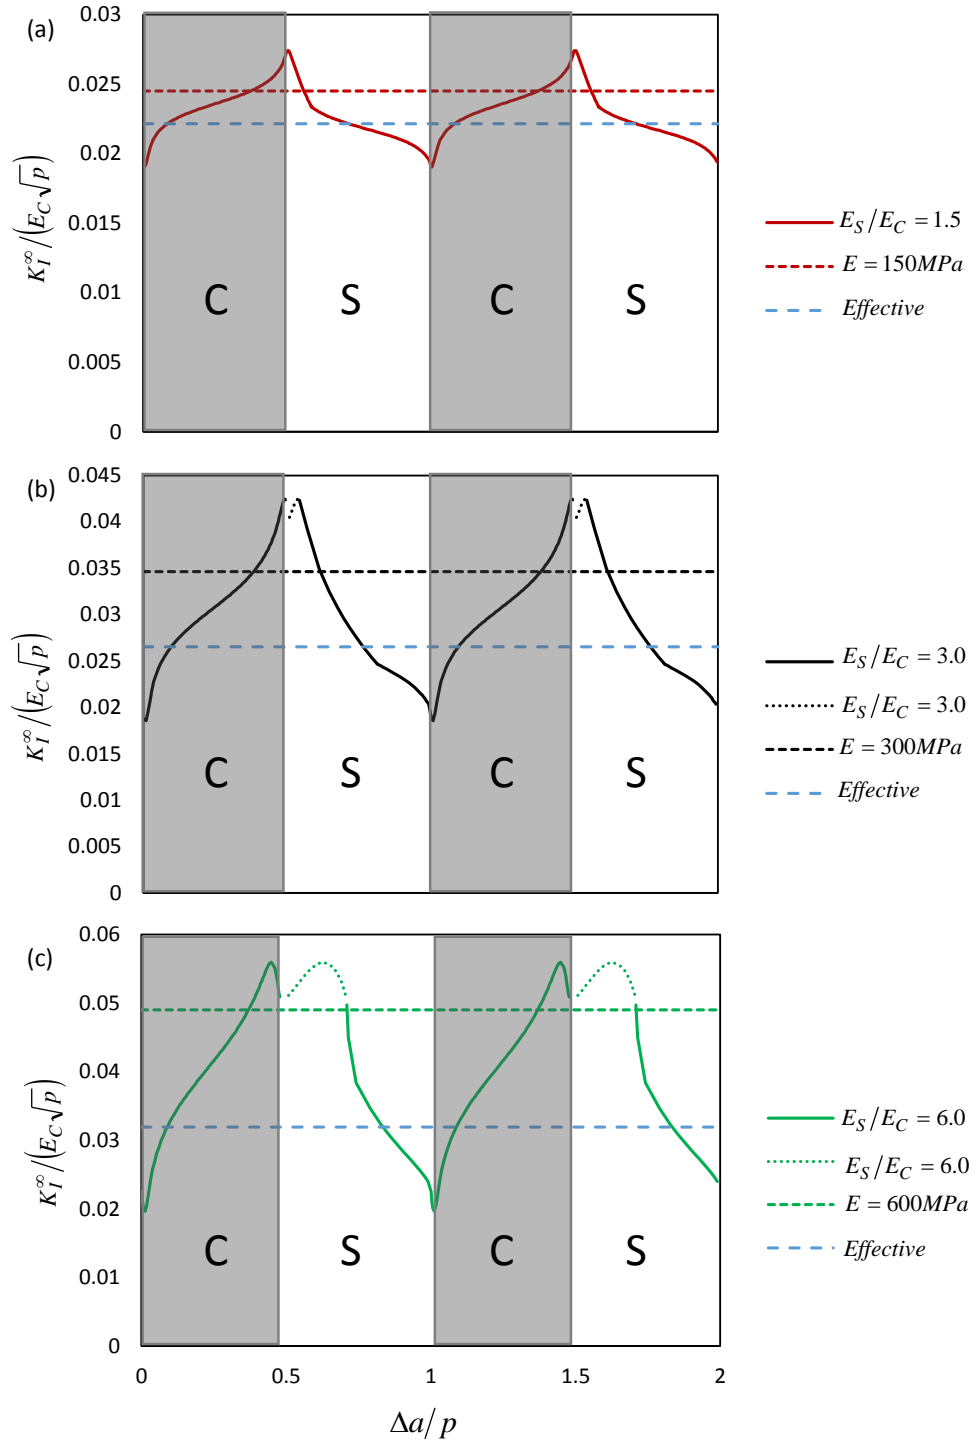 (a)
0.03
0.025
0.02
0.015
0.01
0.005
0
K_I^∞/(E_C√p)
C S C S
E_S/E_C = 1.5
E = 150MPa
Effective
(b)
0.045
0.04
0.035
0.03
0.025
0.02
0.015
0.01
0.005
0
K_I^∞/(E_C√p)
C S C S
E_S/E_C = 3.0
E_S/E_C = 3.0
E = 300MPa
Effective
(c)
0.06
0.05
0.04
0.03
0.02
0.01
0
K_I^∞/(E_C√p)
C S C S
E_S/E_C = 6.0
E_S/E_C = 6.0
E = 600MPa
Effective
0 0.5 1 1.5 2
Δa/p